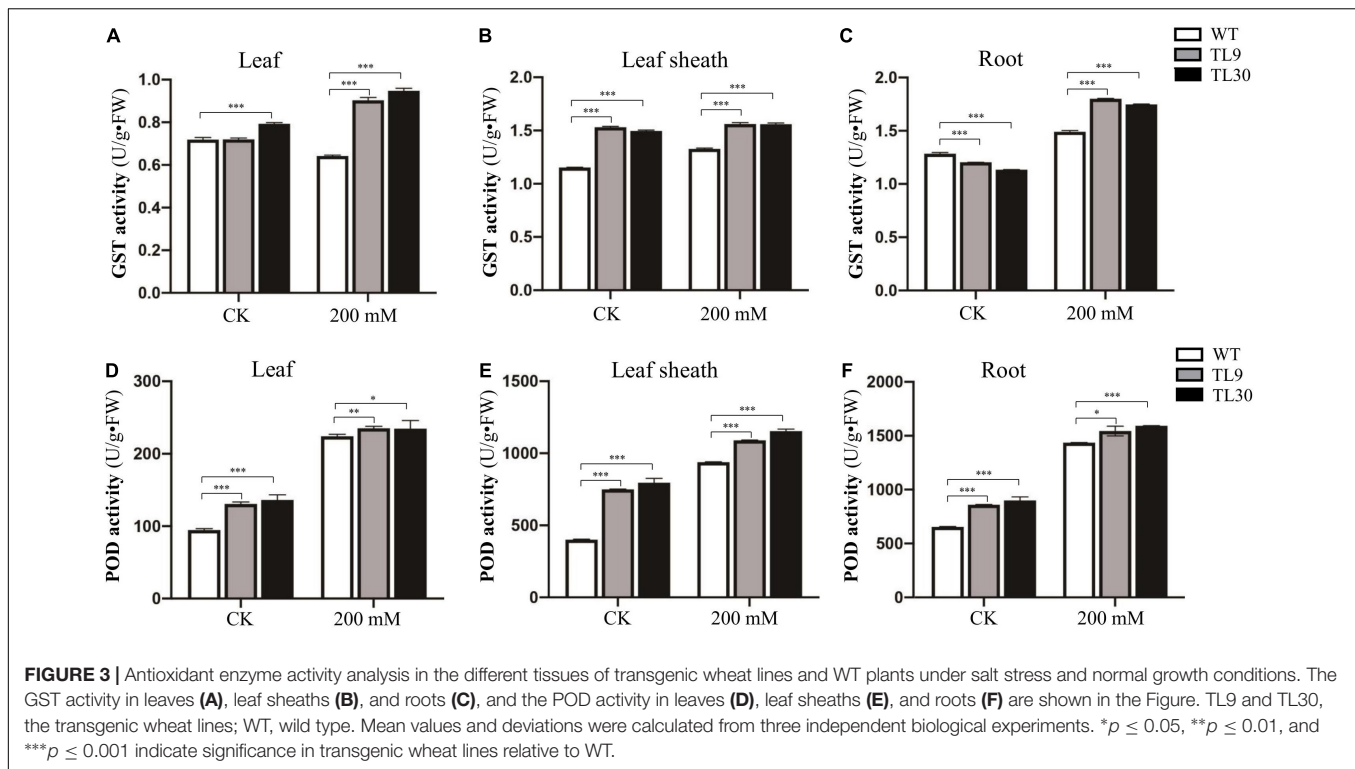 A
Leaf
GST activity (U/g•FW)
1.0
0.8
0.6
0.4
0.2
0.0
***
***
***
CK
200 mM
B
Leaf sheath
GST activity (U/g•FW)
2.0
1.5
1.0
0.5
0.0
***
***
***
***
CK
200 mM
C
Root
GST activity (U/g•FW)
2.0
1.5
1.0
0.5
0.0
***
***
***
***
CK
200 mM
WT
TL9
TL30
D
Leaf
POD activity (U/g•FW)
300
200
100
0
***
***
*
**
CK
200 mM
E
Leaf sheath
POD activity (U/g•FW)
1500
1000
500
0
***
***
***
***
CK
200 mM
F
Root
POD activity (U/g•FW)
2000
1500
1000
500
0
***
***
***
*
CK
200 mM
WT
TL9
TL30
FIGURE 3 | Antioxidant enzyme activity analysis in the different tissues of transgenic wheat lines and WT plants under salt stress and normal growth conditions. The
GST activity in leaves (A), leaf sheaths (B), and roots (C), and the POD activity in leaves (D), leaf sheaths (E), and roots (F) are shown in the Figure. TL9 and TL30,
the transgenic wheat lines; WT, wild type. Mean values and deviations were calculated from three independent biological experiments. *p ≤ 0.05, **p ≤ 0.01, and
***p ≤ 0.001 indicate significance in transgenic wheat lines relative to WT.